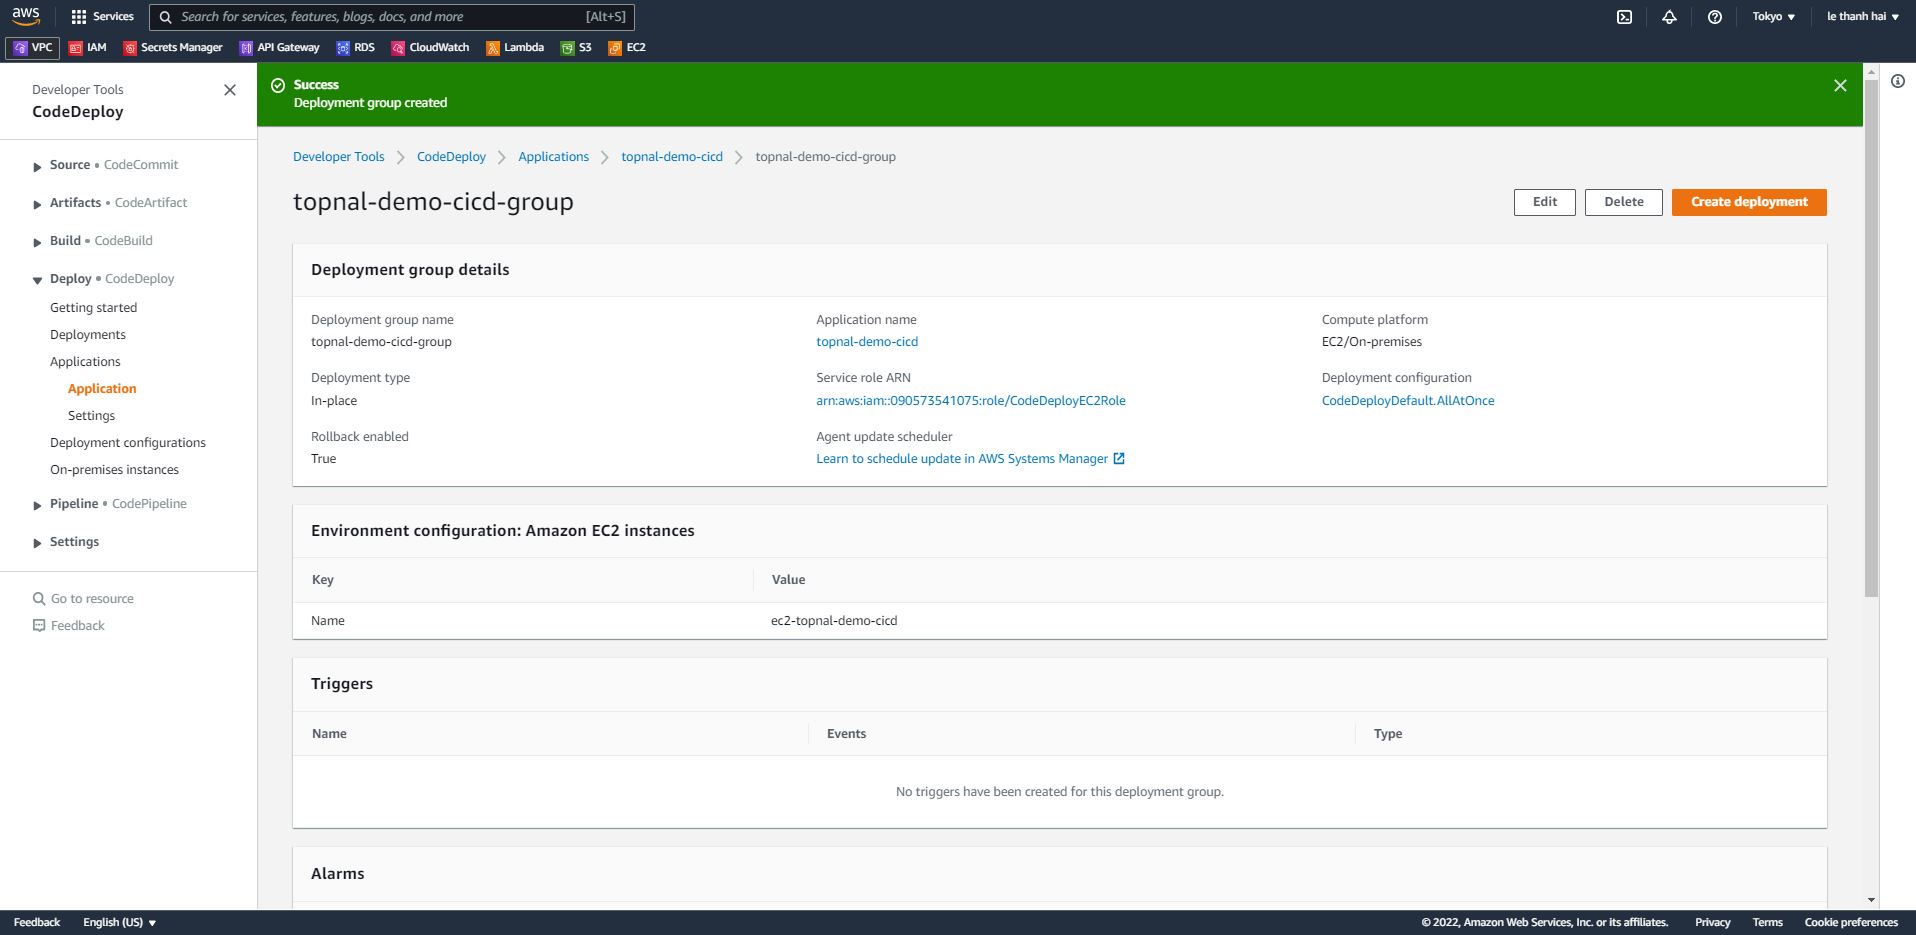 aws
Services
Search for services, features, blogs, docs, and more
[Alt+S]
Tokyo ▼
le thanh hai ▼
VPC
IAM
Secrets Manager
API Gateway
RDS
CloudWatch
Lambda
S3
EC2
Developer Tools
CodeDeploy
Source • CodeCommit
Artifacts • CodeArtifact
Build • CodeBuild
Deploy • CodeDeploy
Getting started
Deployments
Applications
Application
Settings
Deployment configurations
On-premises instances
Pipeline • CodePipeline
Settings
Go to resource
Feedback
Success
Deployment group created
Developer Tools > CodeDeploy > Applications > topnal-demo-cicd > topnal-demo-cicd-group
topnal-demo-cicd-group
Edit
Delete
Create deployment
Deployment group details
Deployment group name
topnal-demo-cicd-group
Application name
topnal-demo-cicd
Compute platform
EC2/On-premises
Deployment type
In-place
Service role ARN
arn:aws:iam::090573541075:role/CodeDeployEC2Role
Deployment configuration
CodeDeployDefault.AllAtOnce
Rollback enabled
True
Agent update scheduler
Learn to schedule update in AWS Systems Manager
Environment configuration: Amazon EC2 instances
Key
Value
Name
ec2-topnal-demo-cicd
Triggers
Name
Events
Type
No triggers have been created for this deployment group.
Alarms
Feedback
English (US) ▼
© 2022, Amazon Web Services, Inc. or its affiliates.
Privacy
Terms
Cookie preferences